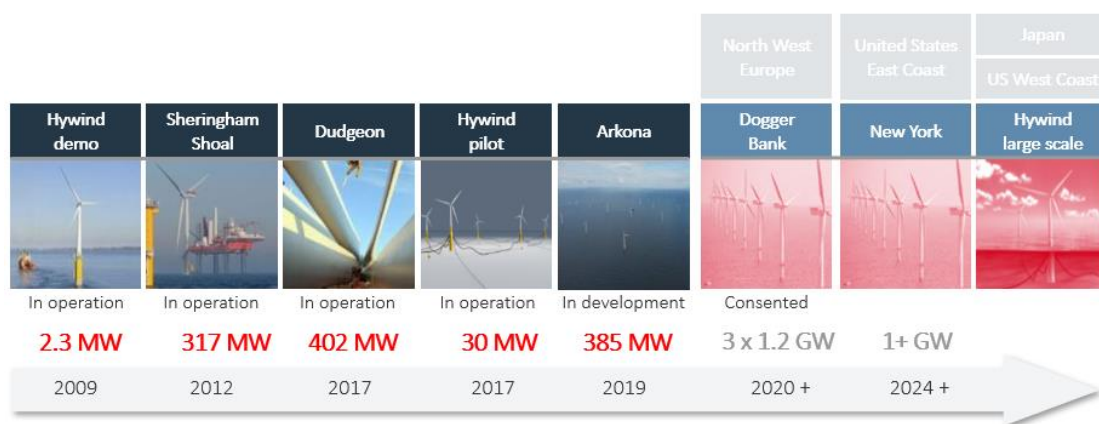 North West
Europe
United States
East Coast
Japan
US West Coast
Hywind
demo
Sheringham
Shoal
Dudgeon
Hywind
pilot
Arkona
Dogger
Bank
New York
Hywind
large scale
In operation
In operation
In operation
In operation
In development
Consented
2.3 MW
317 MW
402 MW
30 MW
385 MW
3 x 1.2 GW
1+ GW
2009
2012
2017
2017
2019
2020 +
2024 +